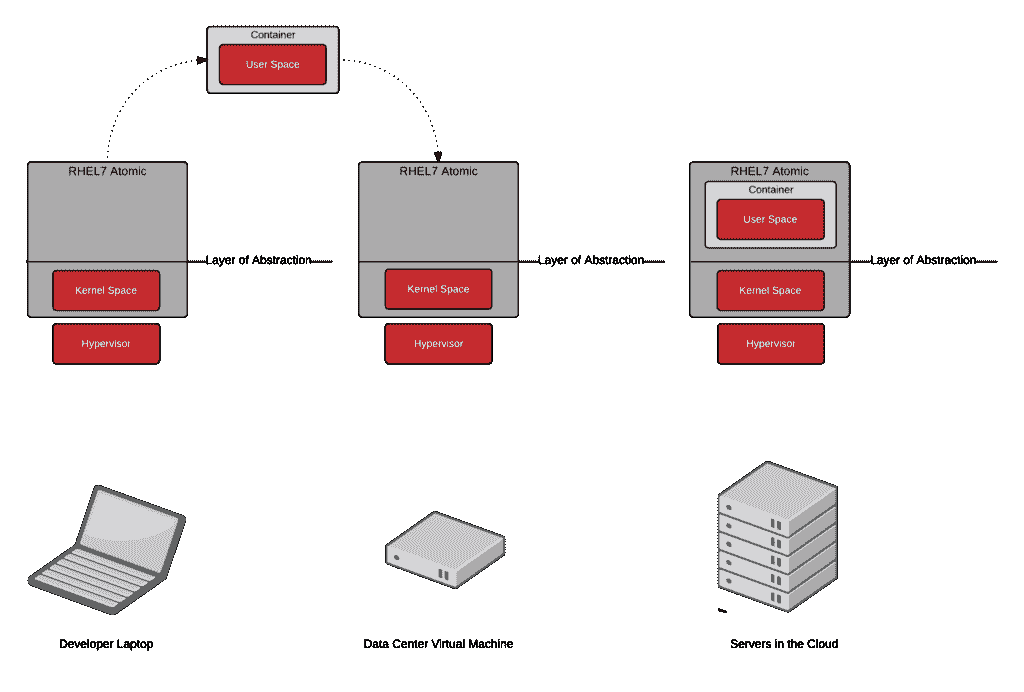 Container
User Space
RHEL7 Atomic
RHEL7 Atomic
RHEL7 Atomic
Container
User Space
Layer of Abstraction
Layer of Abstraction
Layer of Abstraction
Kernel Space
Kernel Space
Kernel Space
Hypervisor
Hypervisor
Hypervisor
Developer Laptop
Data Center Virtual Machine
Servers in the Cloud